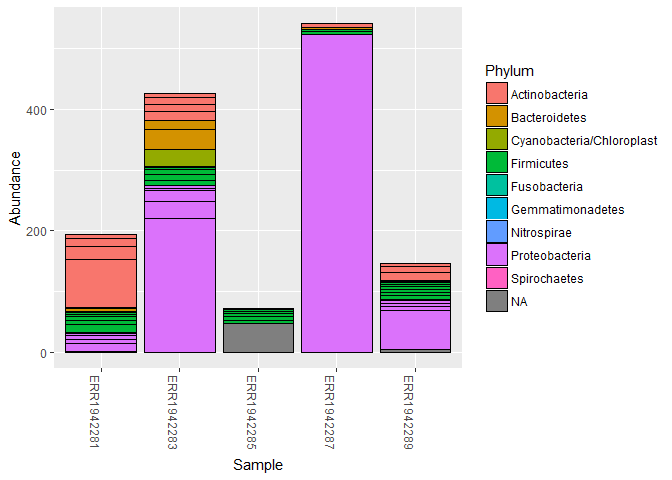 Abundance
400
200
0
ERR1942281
ERR1942283
ERR1942285
ERR1942287
ERR1942289
Sample
Phylum
Actinobacteria
Bacteroidetes
Cyanobacteria/Chloroplast
Firmicutes
Fusobacteria
Gemmatimonadetes
Nitrospirae
Proteobacteria
Spirochaetes
NA